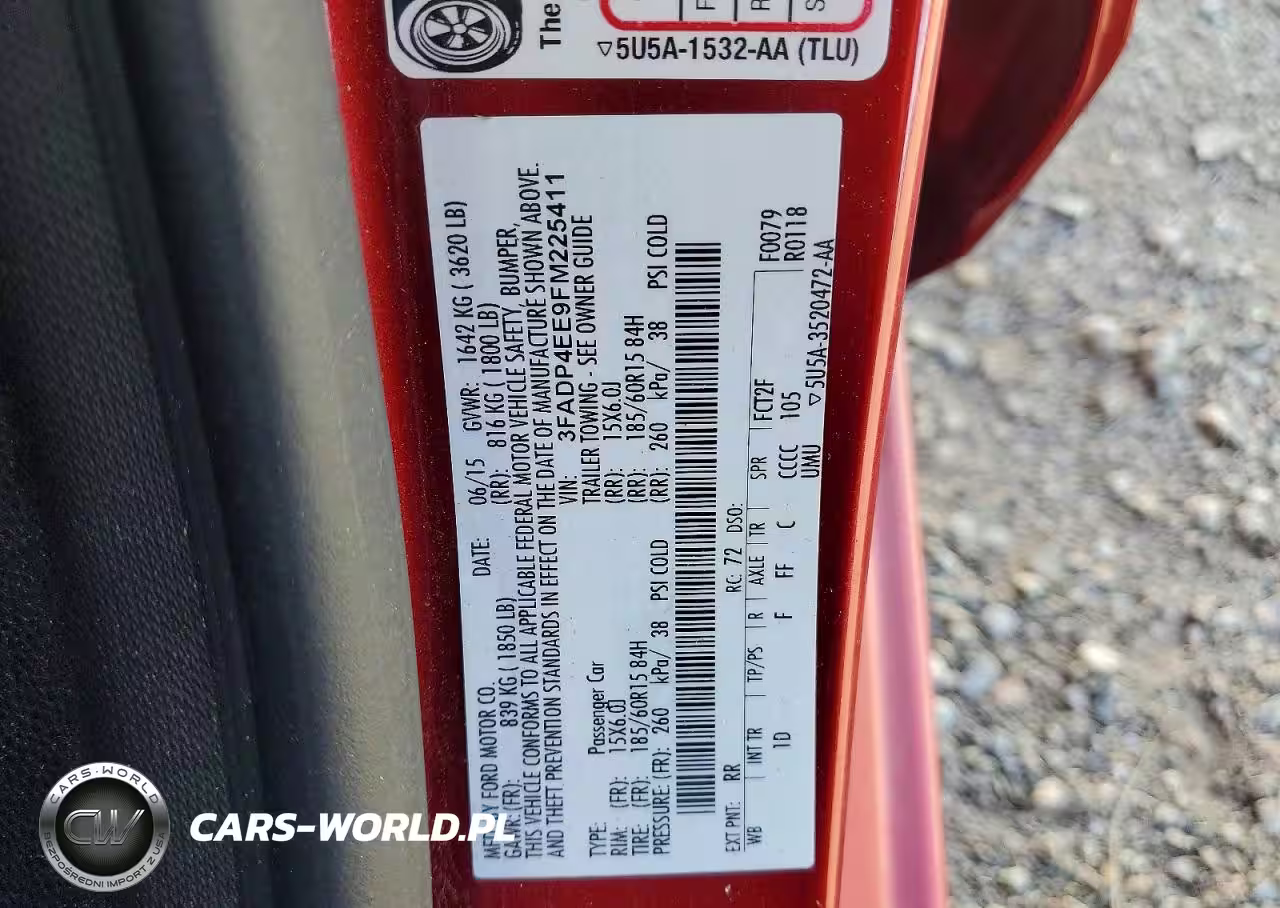 The
F
R
S
▽5U5A-1532-AA (TLU)
MFD. BY FORD MOTOR CO.
DATE: 06/15 GVWR: 1642 KG ( 3620 LB)
GAWR: (FR): 839 KG ( 1850 LB) (RR): 816 KG ( 1800 LB)
THIS VEHICLE CONFORMS TO ALL APPLICABLE FEDERAL MOTOR VEHICLE SAFETY, BUMPER,
AND THEFT PREVENTION STANDARDS IN EFFECT ON THE DATE OF MANUFACTURE SHOWN ABOVE.
VIN: 3FADP4EE9FM225411
TYPE: Passenger Car TRAILER TOWING - SEE OWNER GUIDE
RIM: (FR): 15X6.0J (RR): 15X6.0J
TIRE: (FR): 185/60R15 84H (RR): 185/60R15 84H
PRESSURE: (FR): 260 kPa/ 38 PSI COLD (RR): 260 kPa/ 38 PSI COLD
EXT PNT: RR RC: 72 DSO:
WB INT TR TP/PS R AXLE TR SPR FCT2F F0079
1D F FF C CCCC 105 R0118
UMU
▽5U5A-3520472-AA
CARS-WORLD
CW
BEZPOŚREDNI IMPORT Z USA
CARS-WORLD.PL